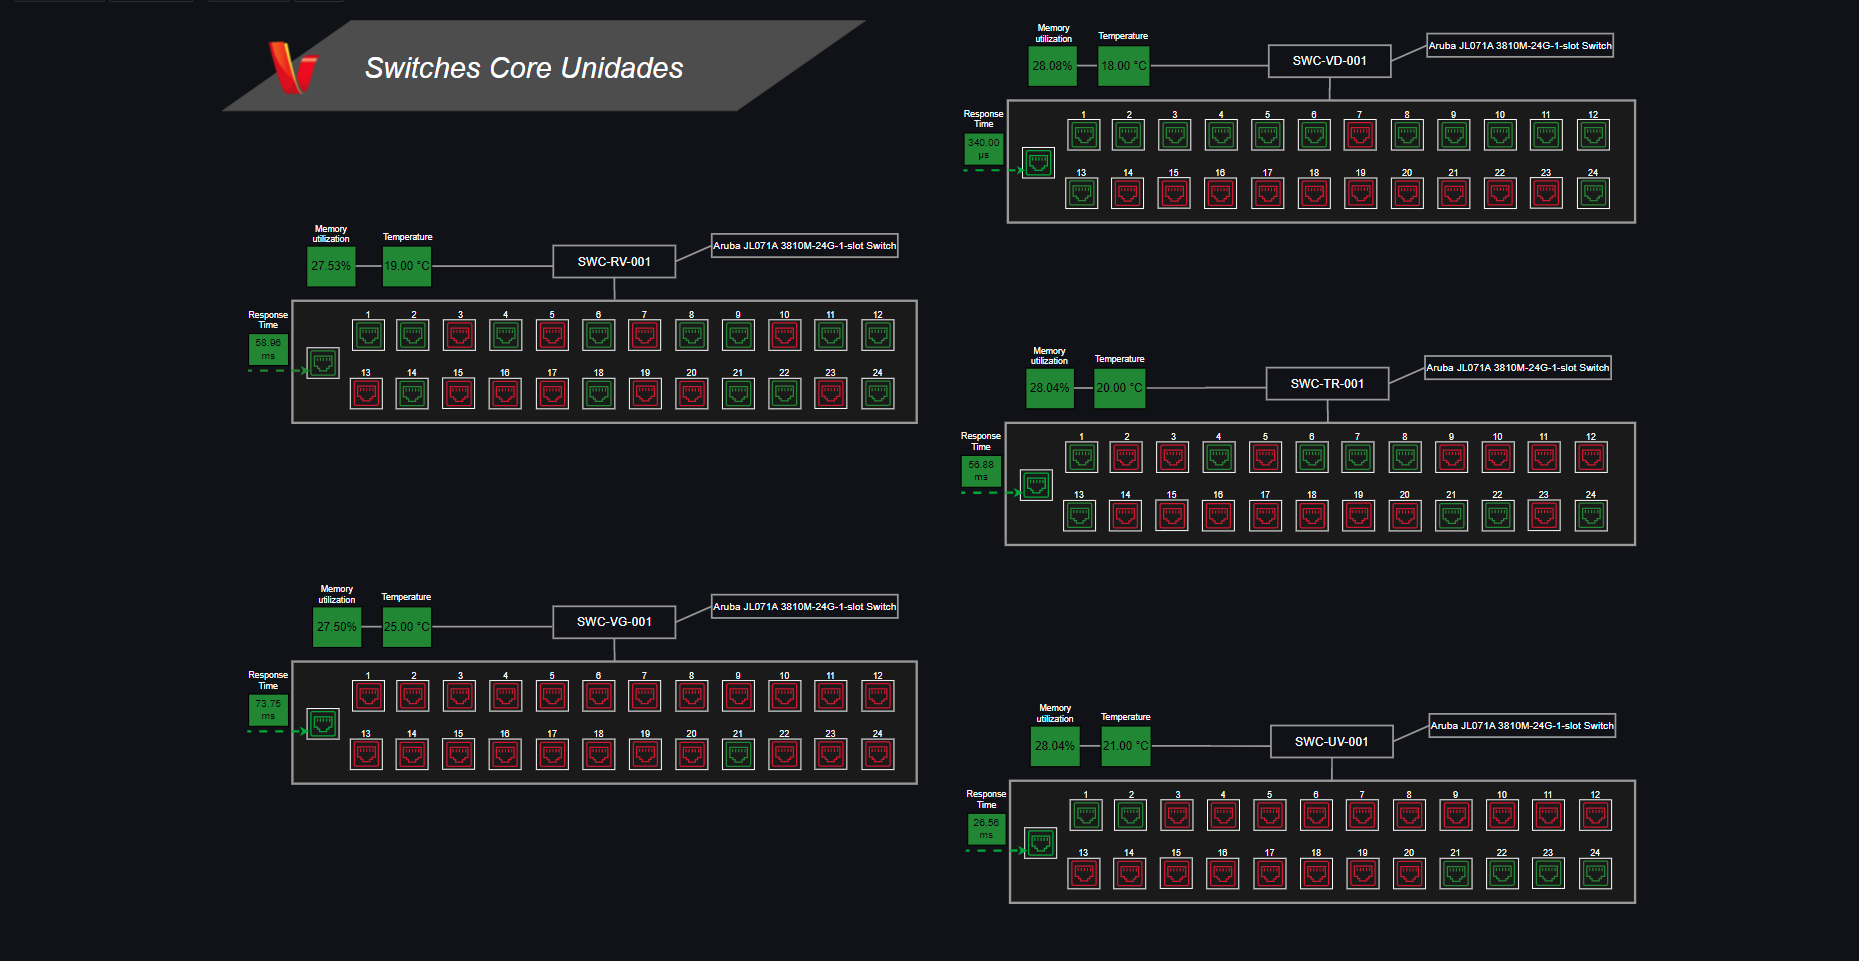 Switches Core Unidades
Memory
utilization
Temperature
27.53%
19.00 °C
SWC-RV-001
Aruba JL071A 3810M-24G-1-slot Switch
Response
Time
58.96
ms
1 2 3 4 5 6 7 8 9 10 11 12
13 14 15 16 17 18 19 20 21 22 23 24
Memory
utilization
Temperature
27.50%
25.00 °C
SWC-VG-001
Aruba JL071A 3810M-24G-1-slot Switch
Response
Time
73.75
ms
1 2 3 4 5 6 7 8 9 10 11 12
13 14 15 16 17 18 19 20 21 22 23 24
Memory
utilization
Temperature
28.08%
18.00 °C
SWC-VD-001
Aruba JL071A 3810M-24G-1-slot Switch
Response
Time
340.00
µs
1 2 3 4 5 6 7 8 9 10 11 12
13 14 15 16 17 18 19 20 21 22 23 24
Memory
utilization
Temperature
28.04%
20.00 °C
SWC-TR-001
Aruba JL071A 3810M-24G-1-slot Switch
Response
Time
56.88
ms
1 2 3 4 5 6 7 8 9 10 11 12
13 14 15 16 17 18 19 20 21 22 23 24
Memory
utilization
Temperature
28.04%
21.00 °C
SWC-UV-001
Aruba JL071A 3810M-24G-1-slot Switch
Response
Time
26.56
ms
1 2 3 4 5 6 7 8 9 10 11 12
13 14 15 16 17 18 19 20 21 22 23 24